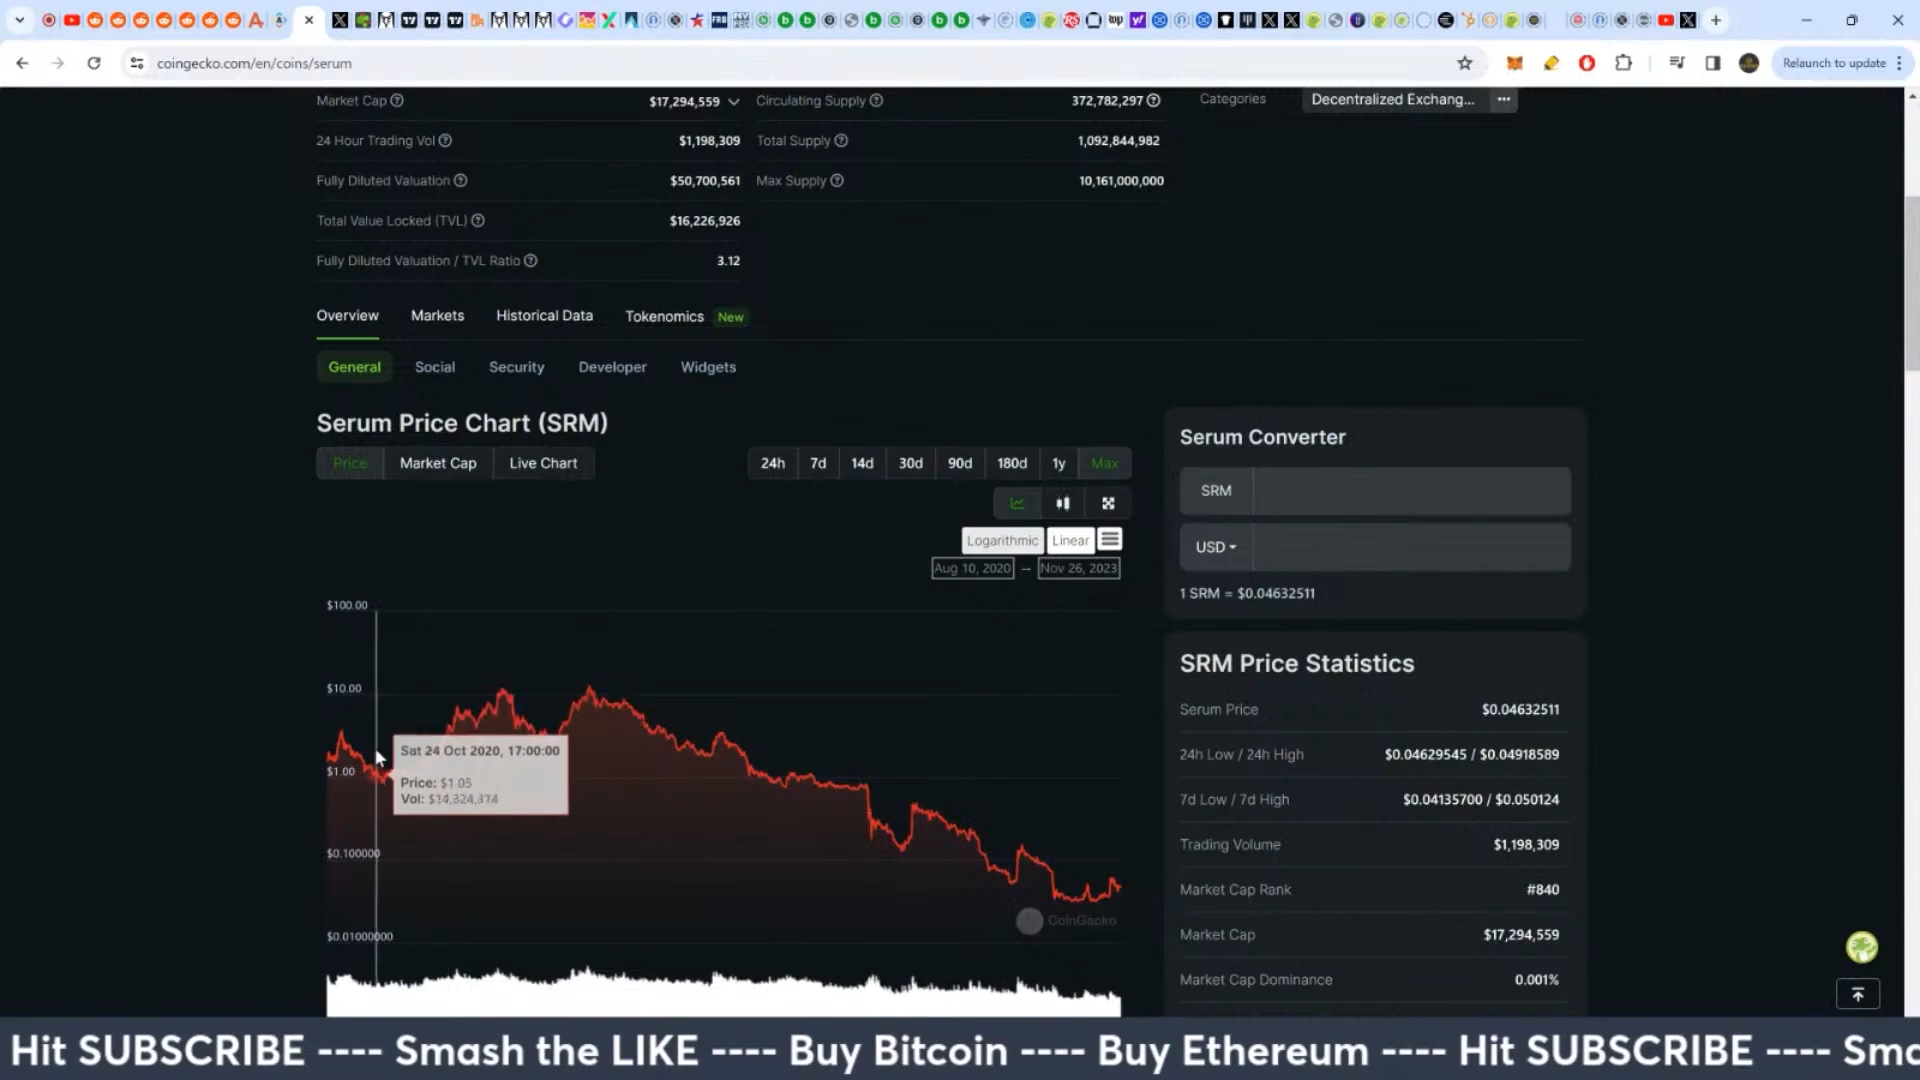 coingecko.com/en/coins/serum
Relaunch to update
Market Cap
$17,294,559
Circulating Supply
372,782,297
Categories
Decentralized Exchang...
24 Hour Trading Vol
$1,198,309
Total Supply
1,092,844,982
Fully Diluted Valuation
$50,700,561
Max Supply
10,161,000,000
Total Value Locked (TVL)
$16,226,926
Fully Diluted Valuation / TVL Ratio
3.12
Overview
Markets
Historical Data
Tokenomics
New
General
Social
Security
Developer
Widgets
Serum Price Chart (SRM)
Price
Market Cap
Live Chart
24h
7d
14d
30d
90d
180d
1y
Max
Logarithmic
Linear
Aug 10, 2020 → Nov 26, 2023
$100.00
$10.00
$1.00
$0.100000
$0.01000000
Sat 24 Oct 2020, 17:00:00
Price: $1.05
Vol: $14,324,374
CoinGecko
Serum Converter
SRM
USD
1 SRM = $0.04632511
SRM Price Statistics
Serum Price
$0.04632511
24h Low / 24h High
$0.04629545 / $0.04918589
7d Low / 7d High
$0.04135700 / $0.050124
Trading Volume
$1,198,309
Market Cap Rank
#840
Market Cap
$17,294,559
Market Cap Dominance
0.001%
Hit SUBSCRIBE ---- Smash the LIKE ---- Buy Bitcoin ---- Buy Ethereum ---- Hit SUBSCRIBE ---- Sma